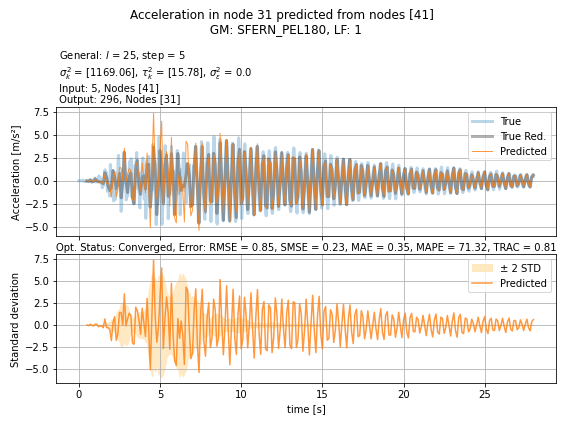 Acceleration in node 31 predicted from nodes [41]
GM: SFERN_PEL180, LF: 1
General: l = 25, step = 5
σ²ₖ = [1169.06], τ²ₖ = [15.78], σ²ε = 0.0
Input: 5, Nodes [41]
Output: 296, Nodes [31]
Acceleration [m/s²]
7.5
5.0
2.5
0.0
−2.5
−5.0
True
True Red.
Predicted
Opt. Status: Converged, Error: RMSE = 0.85, SMSE = 0.23, MAE = 0.35, MAPE = 71.32, TRAC = 0.81
Standard deviation
7.5
5.0
2.5
0.0
−2.5
−5.0
± 2 STD
Predicted
0 5 10 15 20 25
time [s]